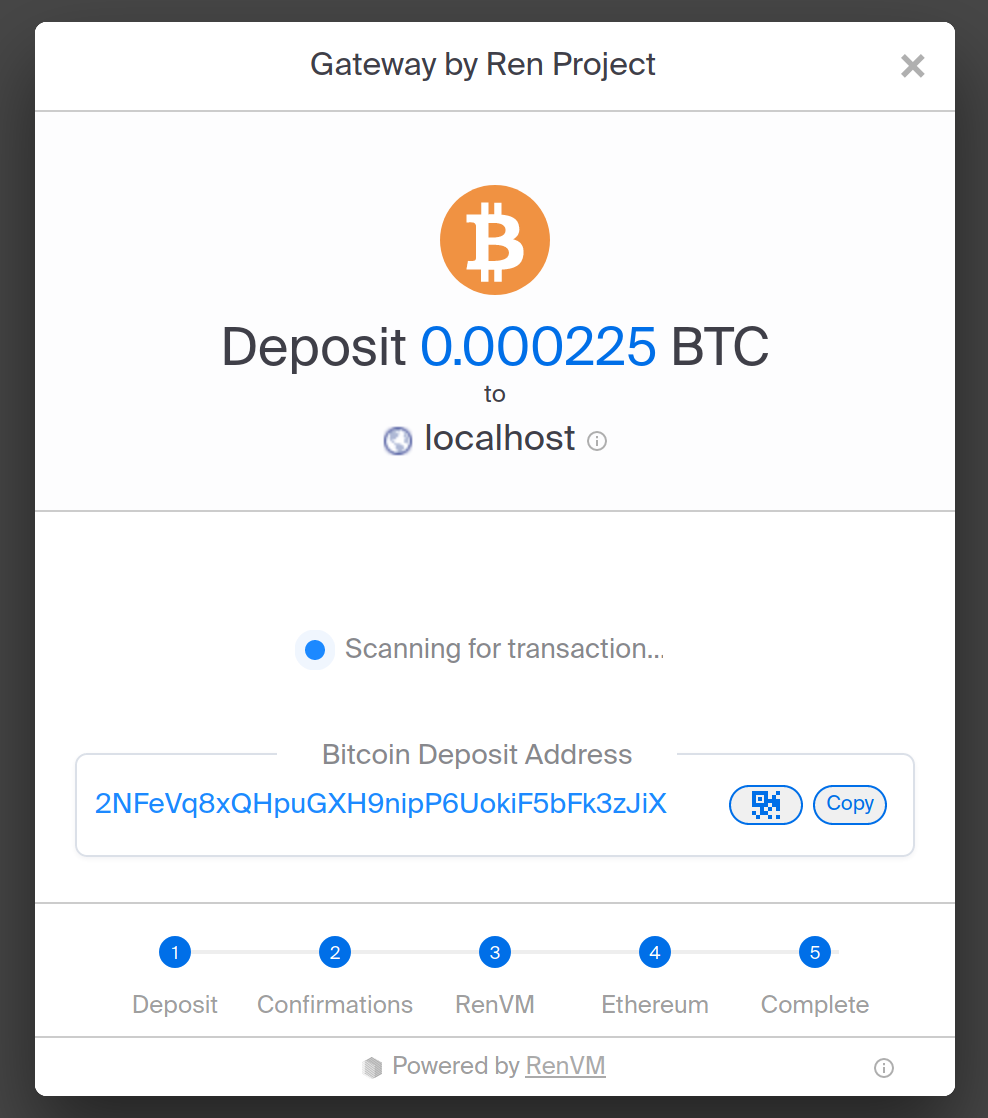 Gateway by Ren Project
Deposit 0.000225 BTC
to
localhost
Scanning for transaction...
Bitcoin Deposit Address
2NFeVq8xQHpuGXH9nipP6UokiF5bFk3zJiX
Copy
1 2 3 4 5
Deposit Confirmations RenVM Ethereum Complete
Powered by RenVM